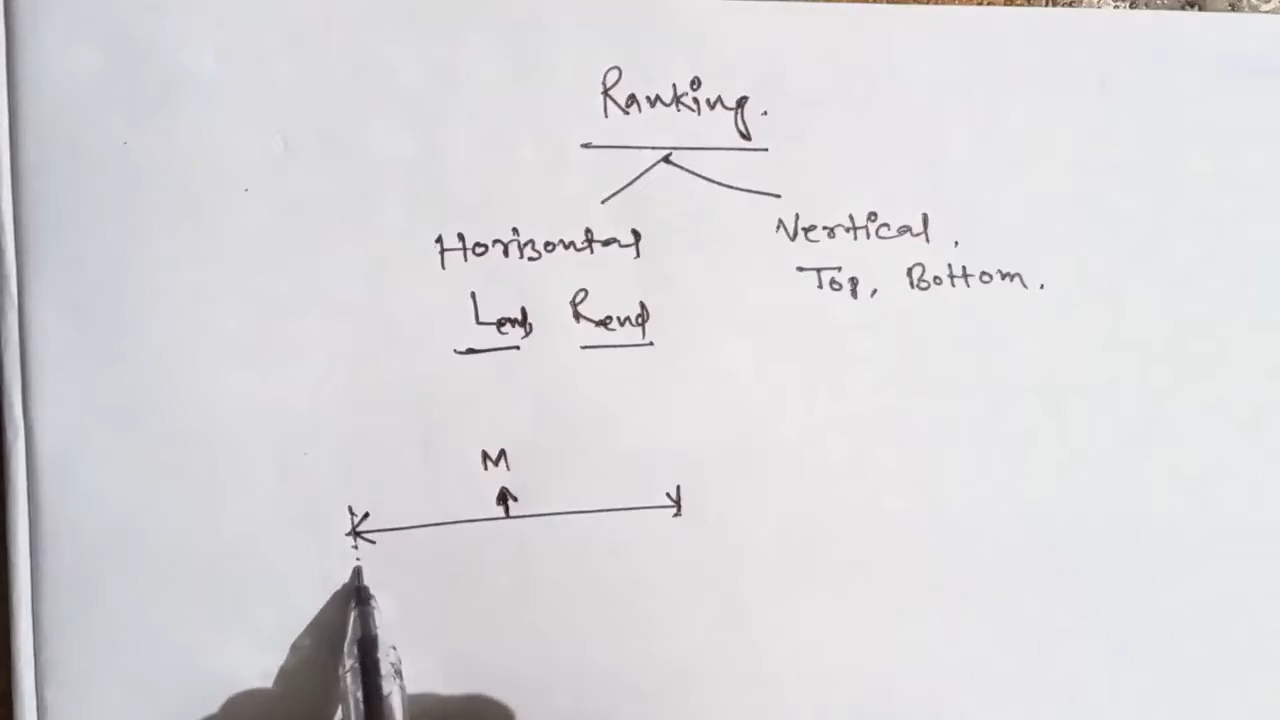 Ranking.
Horizontal
Lend, Rend
Vertical,
Top, Bottom.
M